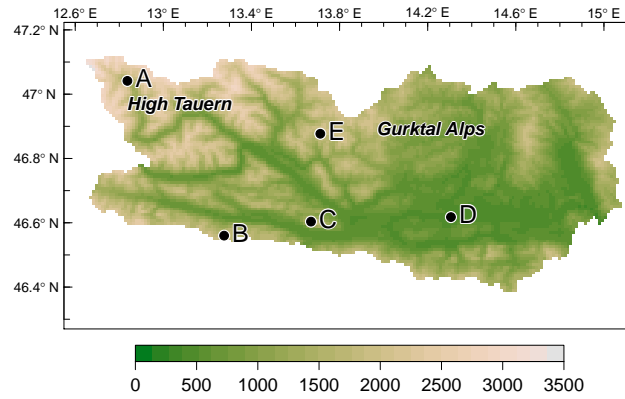 12.6° E 13° E 13.4° E 13.8° E 14.2° E 14.6° E 15° E
47.2° N
A
47° N
High Tauern
E
Gurktal Alps
46.8° N
46.6° N
B
C
D
46.4° N
0 500 1000 1500 2000 2500 3000 3500